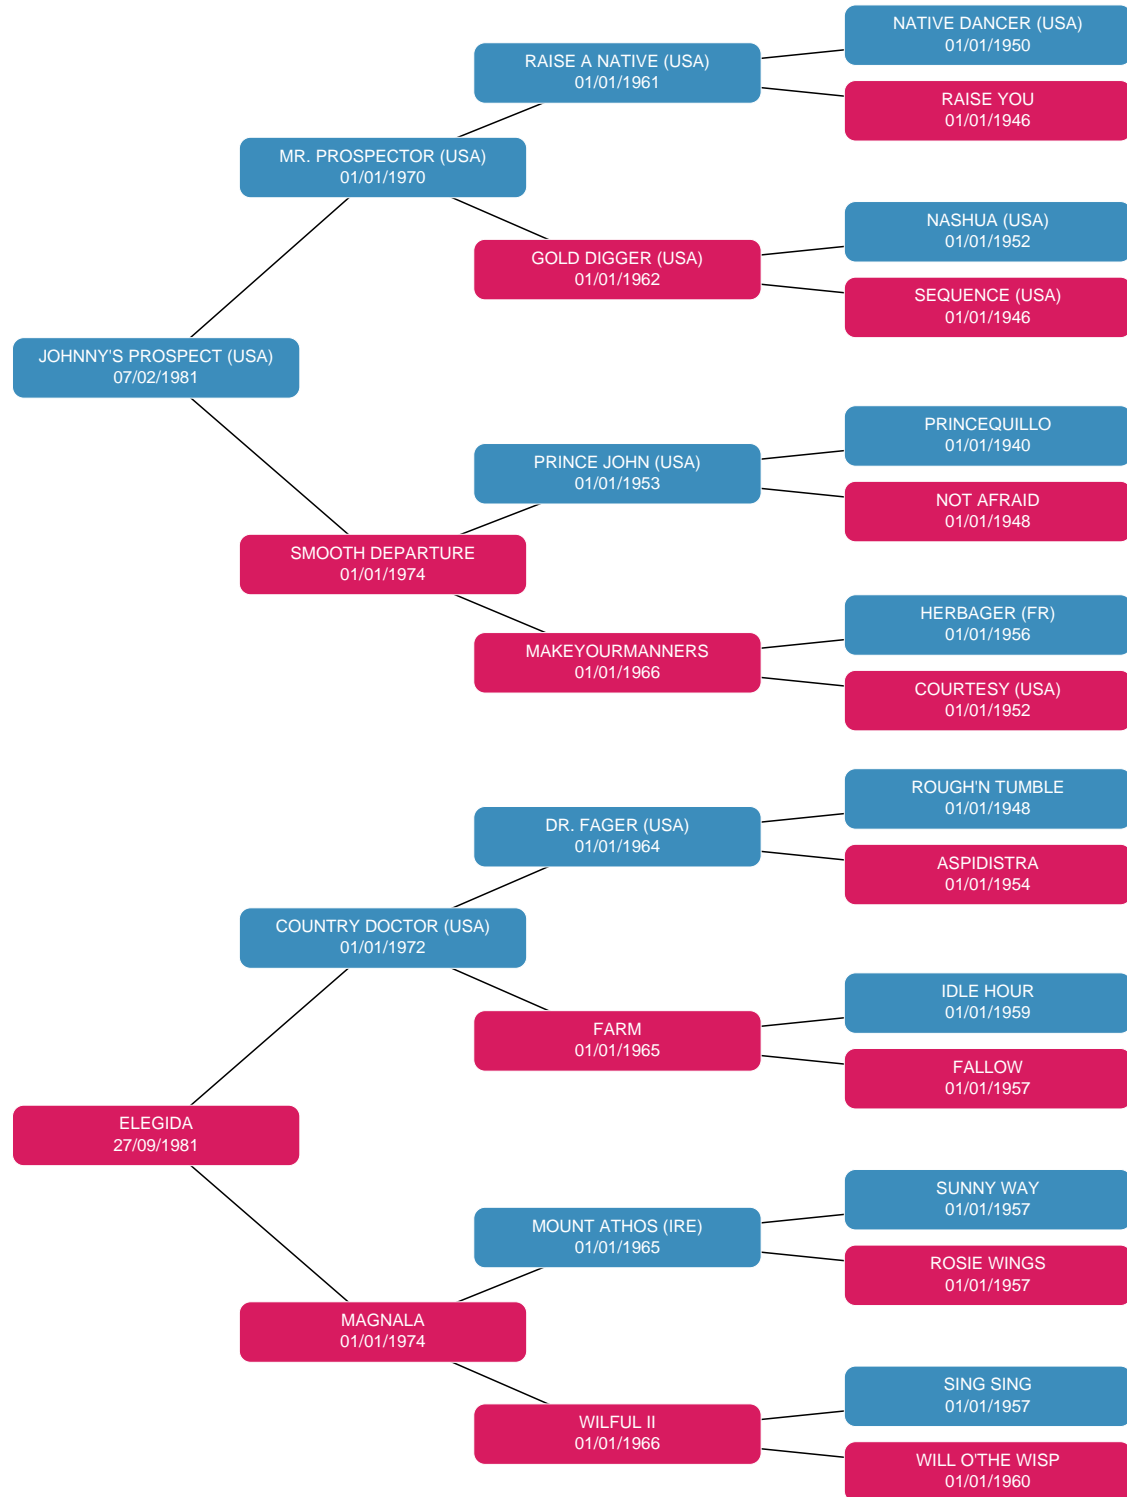 NATIVE DANCER (USA)
01/01/1950
RAISE A NATIVE (USA)
01/01/1961
RAISE YOU
01/01/1946
MR. PROSPECTOR (USA)
01/01/1970
NASHUA (USA)
01/01/1952
GOLD DIGGER (USA)
01/01/1962
SEQUENCE (USA)
01/01/1946
JOHNNY'S PROSPECT (USA)
07/02/1981
PRINCEQUILLO
01/01/1940
PRINCE JOHN (USA)
01/01/1953
NOT AFRAID
01/01/1948
SMOOTH DEPARTURE
01/01/1974
HERBAGER (FR)
01/01/1956
MAKEYOURMANNERS
01/01/1966
COURTESY (USA)
01/01/1952
ROUGH'N TUMBLE
01/01/1948
DR. FAGER (USA)
01/01/1964
ASPIDISTRA
01/01/1954
COUNTRY DOCTOR (USA)
01/01/1972
IDLE HOUR
01/01/1959
FARM
01/01/1965
FALLOW
01/01/1957
ELEGIDA
27/09/1981
SUNNY WAY
01/01/1957
MOUNT ATHOS (IRE)
01/01/1965
ROSIE WINGS
01/01/1957
MAGNALA
01/01/1974
SING SING
01/01/1957
WILFUL II
01/01/1966
WILL O'THE WISP
01/01/1960